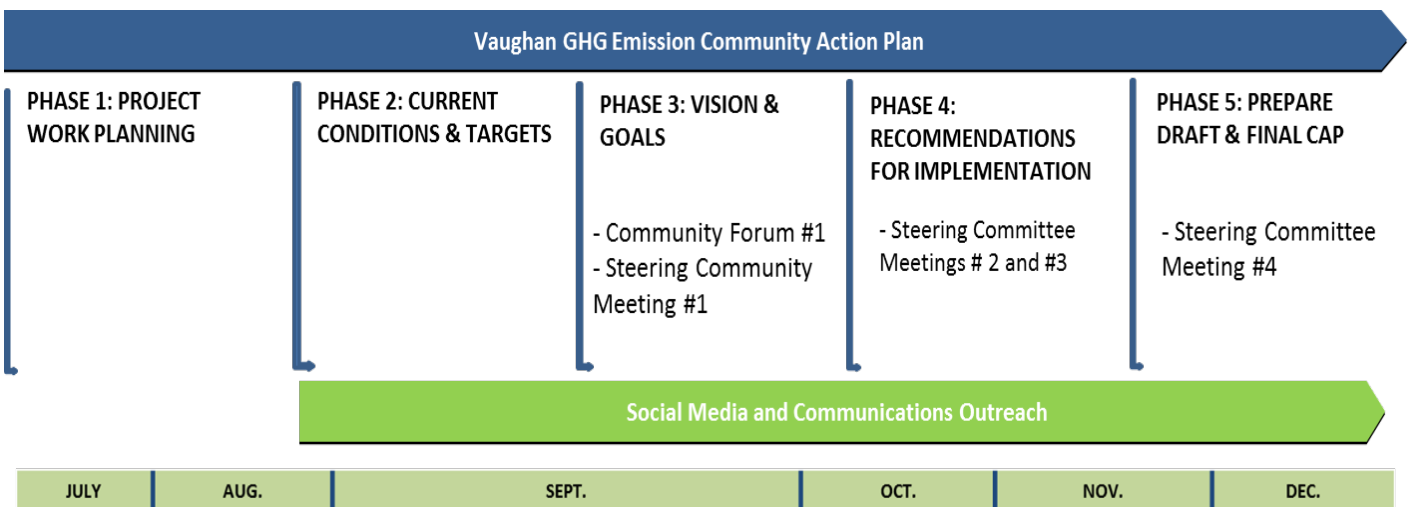 Vaughan GHG Emission Community Action Plan
PHASE 1: PROJECT
WORK PLANNING
PHASE 2: CURRENT
CONDITIONS & TARGETS
PHASE 3: VISION &
GOALS
- Community Forum #1
- Steering Community
Meeting #1
PHASE 4:
RECOMMENDATIONS
FOR IMPLEMENTATION
- Steering Committee
Meetings # 2 and #3
PHASE 5: PREPARE
DRAFT & FINAL CAP
- Steering Committee
Meeting #4
Social Media and Communications Outreach
JULY
AUG.
SEPT.
OCT.
NOV.
DEC.